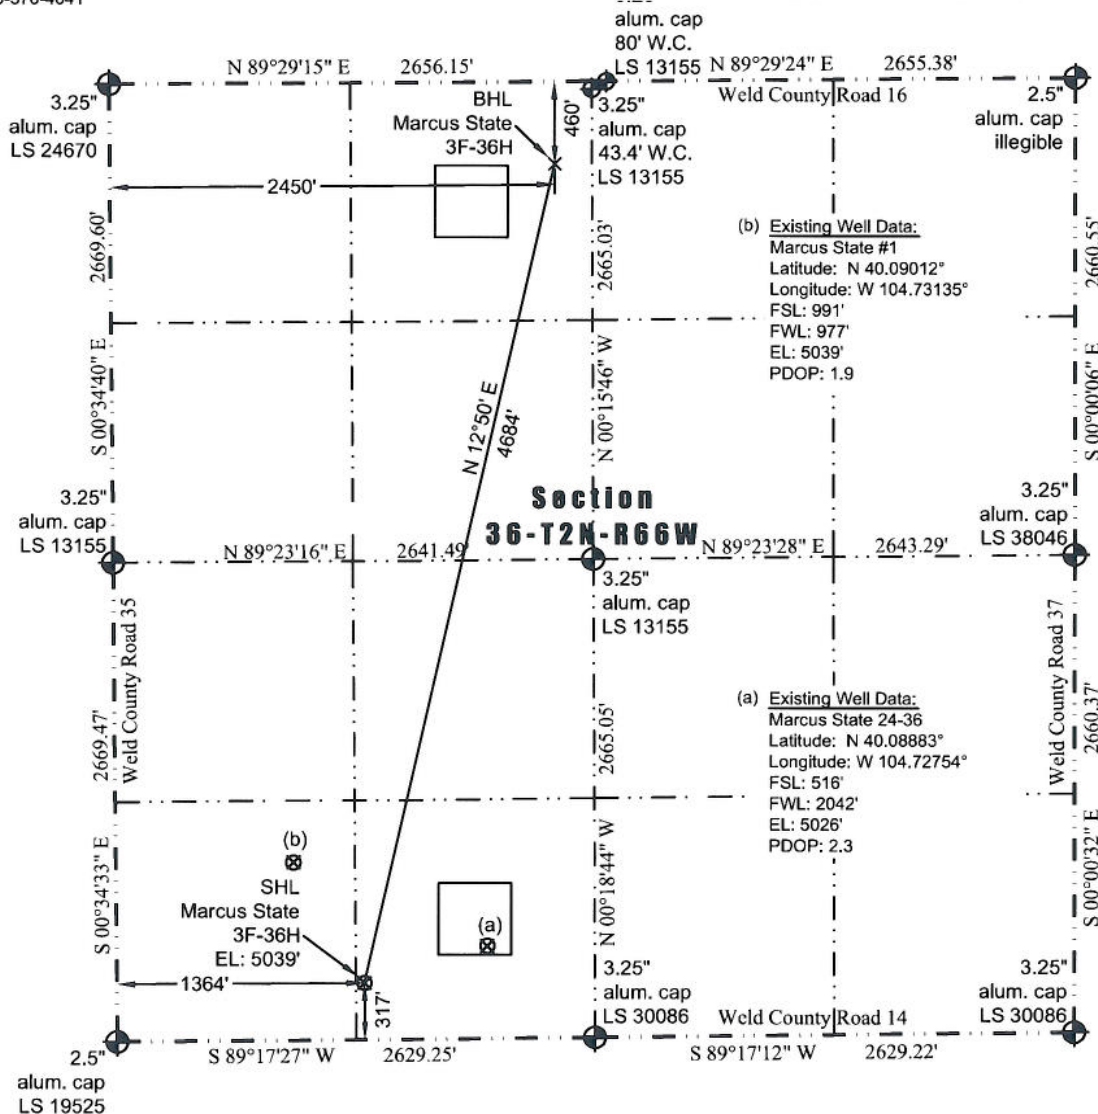 alum. cap
80' W.C.
LS 13155
N 89°29'15" E
2656.15'
N 89°29'24" E
2655.38'
Weld County Road 16
3.25"
alum. cap
LS 24670
BHL
Marcus State
3F-36H
460'
3.25"
alum. cap
43.4' W.C.
LS 13155
2.5"
alum. cap
illegible
2450'
2669.60'
2665.03'
2660.55'
(b) Existing Well Data:
Marcus State #1
Latitude: N 40.09012°
Longitude: W 104.73135°
FSL: 991'
FWL: 977'
EL: 5039'
PDOP: 1.9
S 00°34'40" E
N 12°50' E
4684'
N 00°15'46" W
S 00°00'06" E
Section
36-T2N-R66W
3.25"
alum. cap
LS 13155
3.25"
alum. cap
LS 38046
N 89°23'16" E
2641.49'
N 89°23'28" E
2643.29'
3.25"
alum. cap
LS 13155
Weld County Road 35
Weld County Road 37
2669.47'
2665.05'
2660.37'
(a) Existing Well Data:
Marcus State 24-36
Latitude: N 40.08883°
Longitude: W 104.72754°
FSL: 516'
FWL: 2042'
EL: 5026'
PDOP: 2.3
S 00°34'33" E
N 00°18'44" W
S 00°00'32" E
(b)
SHL
Marcus State
3F-36H
EL: 5039'
(a)
1364'
317'
3.25"
alum. cap
LS 30086
3.25"
alum. cap
LS 30086
Weld County Road 14
S 89°17'27" W
2629.25'
S 89°17'12" W
2629.22'
2.5"
alum. cap
LS 19525